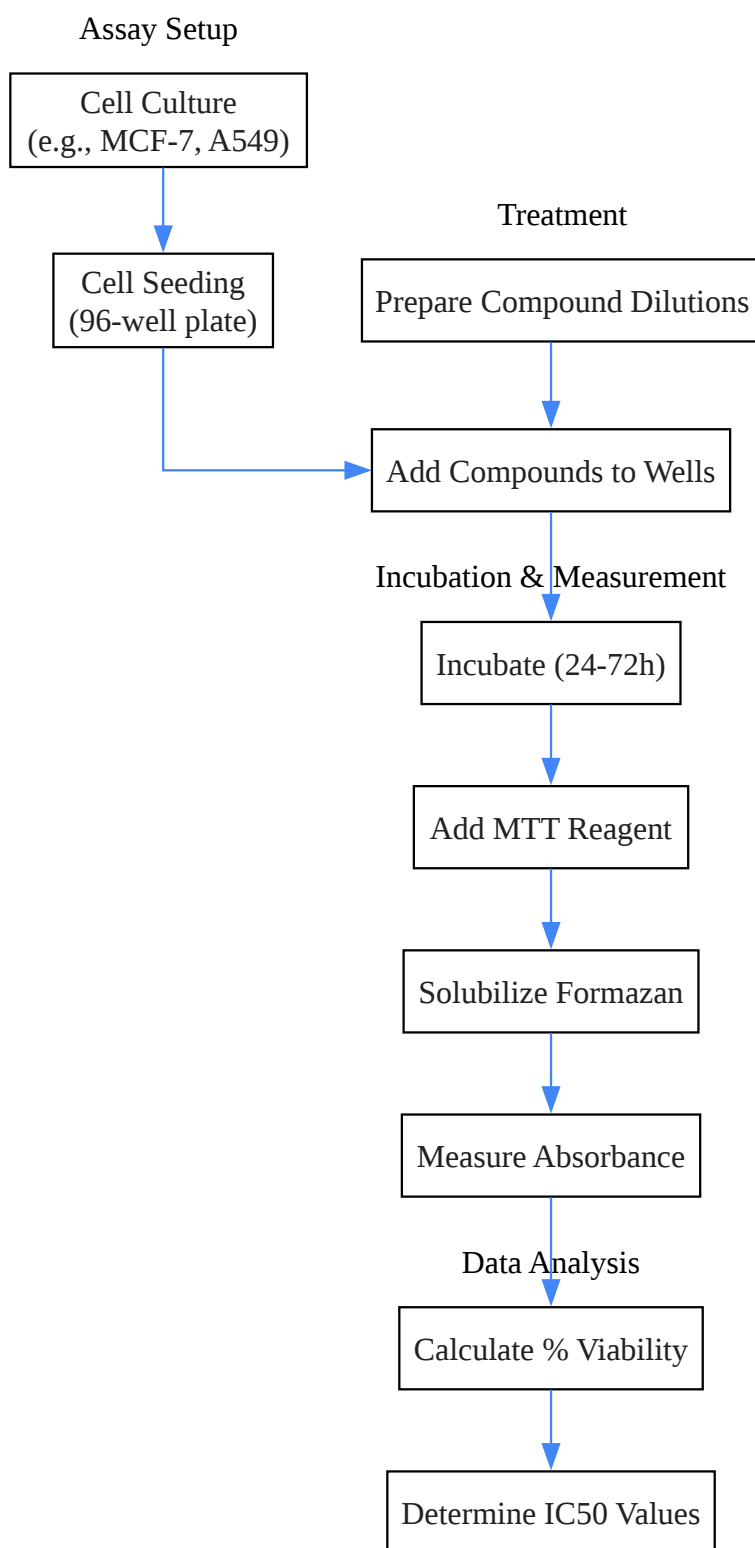 Assay Setup
Cell Culture
(e.g., MCF-7, A549)
Cell Seeding
(96-well plate)
Treatment
Prepare Compound Dilutions
Add Compounds to Wells
Incubation & Measurement
Incubate (24-72h)
Add MTT Reagent
Solubilize Formazan
Measure Absorbance
Data Analysis
Calculate % Viability
Determine IC50 Values